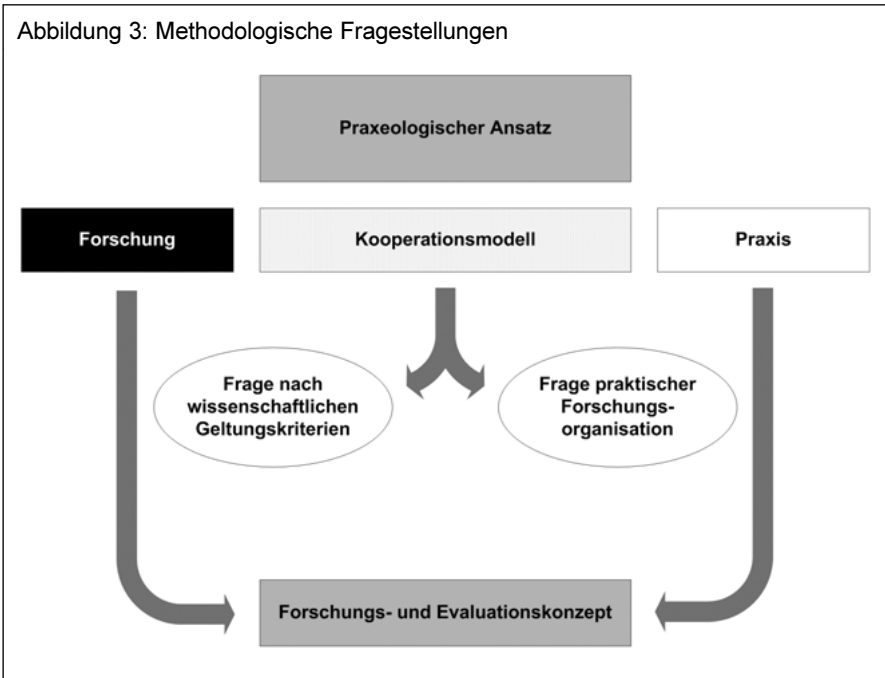 Abbildung 3: Methodologische Fragestellungen
Praxeologischer Ansatz
Forschung
Kooperationsmodell
Praxis
Frage nach
wissenschaftlichen
Geltungskriterien
Frage praktischer
Forschungs-
organisation
Forschungs- und Evaluationskonzept